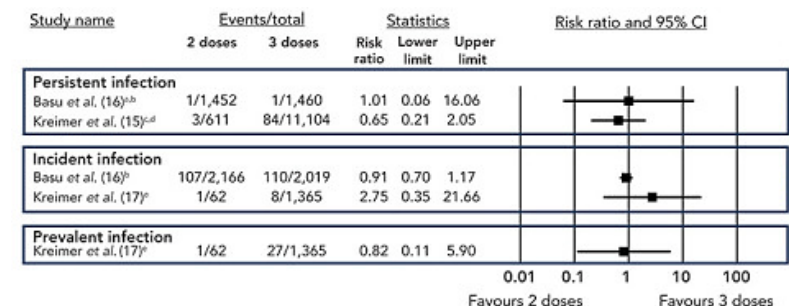 Study name Events/total Statistics Risk ratio and 95% CI
2 doses 3 doses Risk ratio Lower limit Upper limit
Persistent infection
Basu et al. (16)a,b 1/1,452 1/1,460 1.01 0.06 16.06
Kreimer et al. (15)c,d 3/611 84/11,104 0.65 0.21 2.05
Incident infection
Basu et al. (16)b 107/2,166 110/2,019 0.91 0.70 1.17
Kreimer et al. (17)e 1/62 8/1,365 2.75 0.35 21.66
Prevalent infection
Kreimer et al. (17)e 1/62 27/1,365 0.82 0.11 5.90
0.01 0.1 1 10 100
Favours 2 doses Favours 3 doses